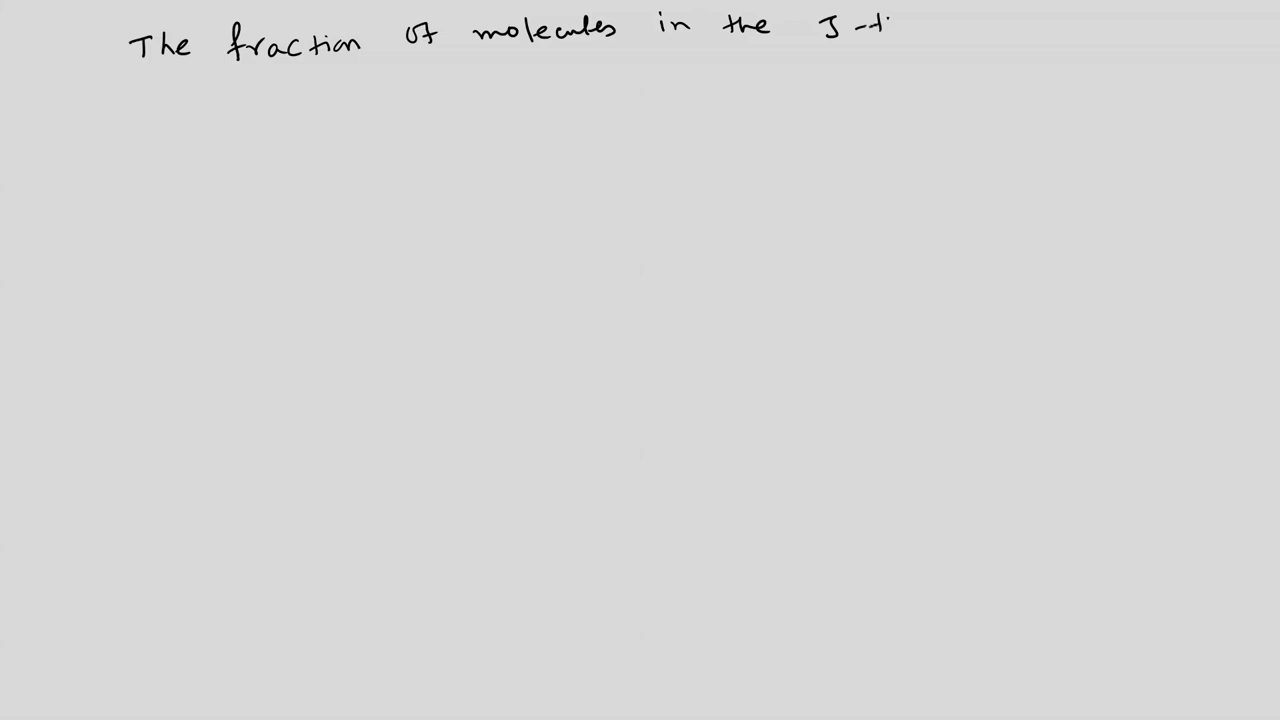 The fraction of molecules in the J-t